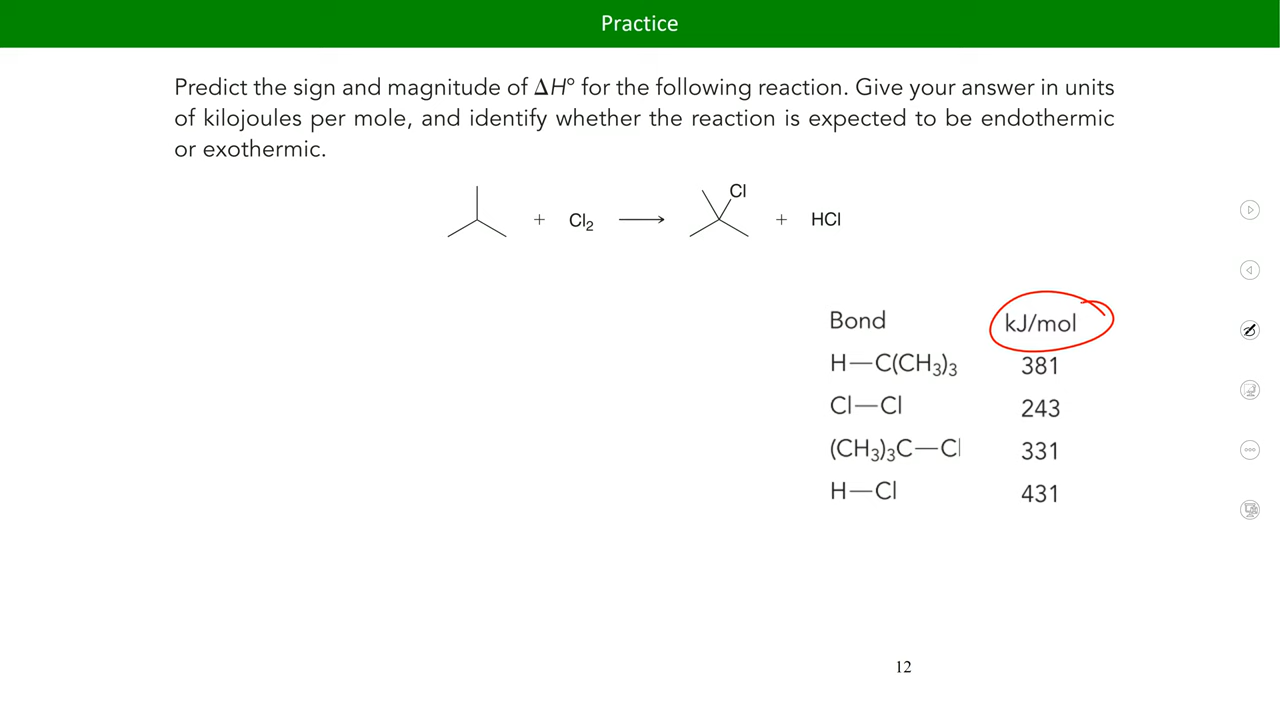 Practice
Predict the sign and magnitude of ΔH° for the following reaction. Give your answer in units
of kilojoules per mole, and identify whether the reaction is expected to be endothermic
or exothermic.
Cl
+ Cl₂ ⟶ + HCl
Bond kJ/mol
H—C(CH₃)₃ 381
Cl—Cl 243
(CH₃)₃C—Cl 331
H—Cl 431
12